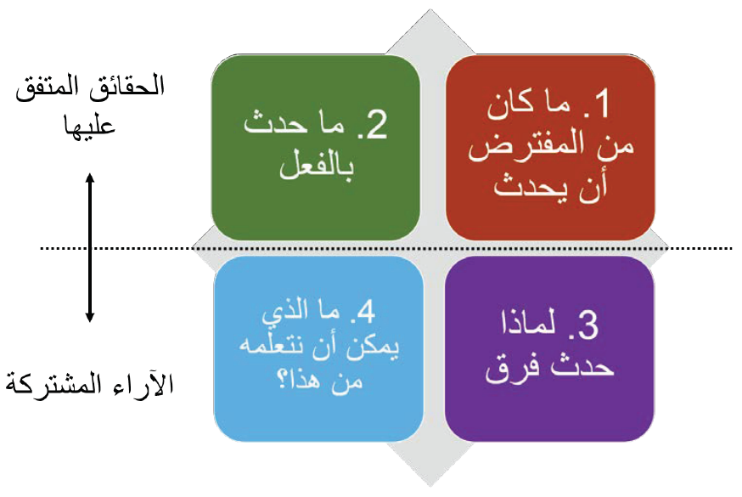 1. ما كان
من المفترض
أن يحدث
2. ما حدث
بالفعل
الحقائق المتفق
عليها
3. لماذا
حدث فرق
4. ما الذي
يمكن أن نتعلمه
من هذا؟
الآراء المشتركة